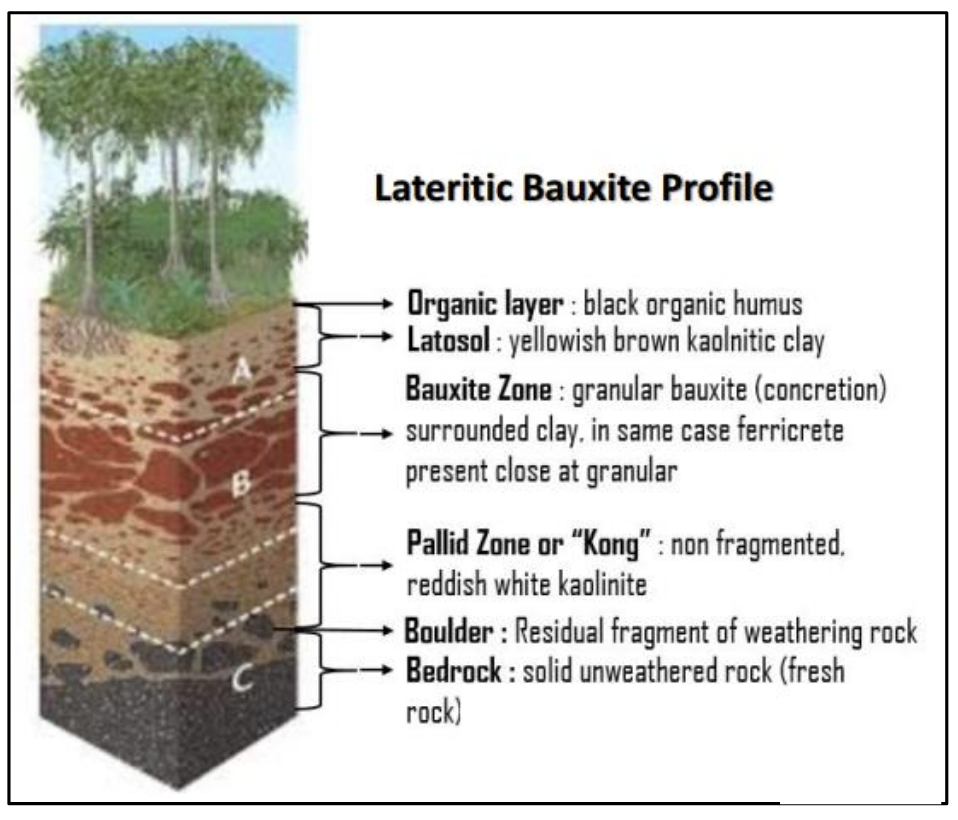 Lateritic Bauxite Profile
Organic layer : black organic humus
Latosol : yellowish brown kaolnitic clay
A
Bauxite Zone : granular bauxite (concretion)
surrounded clay, in same case ferricrete
present close at granular
B
Pallid Zone or “Kong” : non fragmented,
reddish white kaolinite
Boulder : Residual fragment of weathering rock
Bedrock : solid unweathered rock (fresh
rock)
C